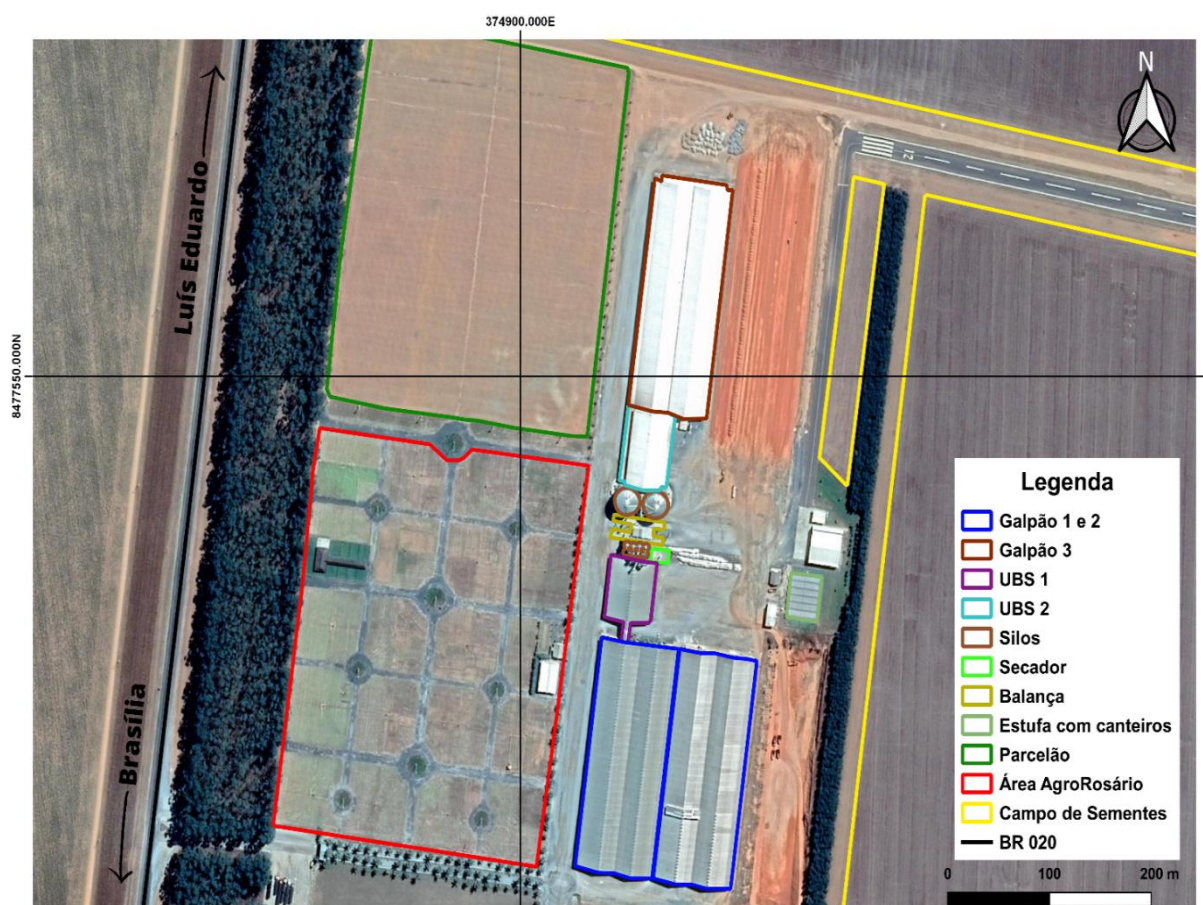 374900.000E
N
12
Luís Eduardo
8477550.000N
Brasília
Legenda
Galpão 1 e 2
Galpão 3
UBS 1
UBS 2
Silos
Secador
Balança
Estufa com canteiros
Parcelão
Área AgroRosário
Campo de Sementes
BR 020
0 100 200 m